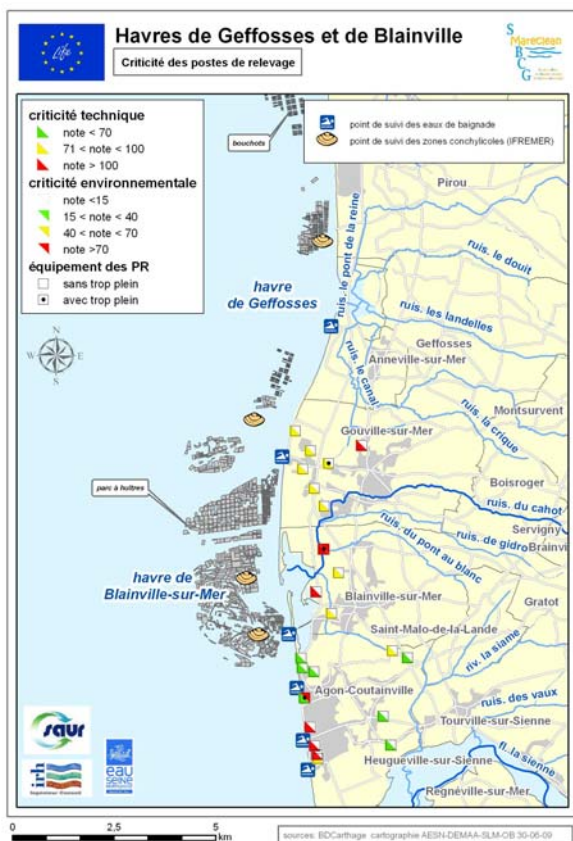 Havres de Geffosses et de Blainville
Criticité des postes de relevage
Life
MareClean
criticité technique
note < 70
71 < note < 100
note > 100
criticité environnementale
note <15
15 < note < 40
40 < note < 70
note >70
équipement des PR
sans trop plein
avec trop plein
point de suivi des eaux de baignade
point de suivi des zones conchylicoles (IFREMER)
bouchots
Pirou
ruis. le pont de la reine
ruis. le douit
havre
de Geffosses
ruis. les landelles
Geffosses
Anneville-sur-Mer
N
W
E
S
ruis. le canal
Montsurvent
ruis. la crique
Gouville-sur-Mer
Boisroger
parc à huîtres
ruis. du cahot
Servigny
ruis. de gidro
Brainvi
ruis. du pont au blanc
havre de
Blainville-sur-Mer
Blainville-sur-Mer
Gratot
Saint-Malo-de-la-Lande
riv. la siame
Agon-Coutainville
ruis. des vaux
Tourville-sur-Sienne
saur
irh
eau
seine
Heugueville-sur-Sienne
fl. la sienne
Regnéville-sur-Mer
0
2,5
5
km
sources: BDCarthage cartographie AESN-DEMAA-SLM-OB 30-06-09